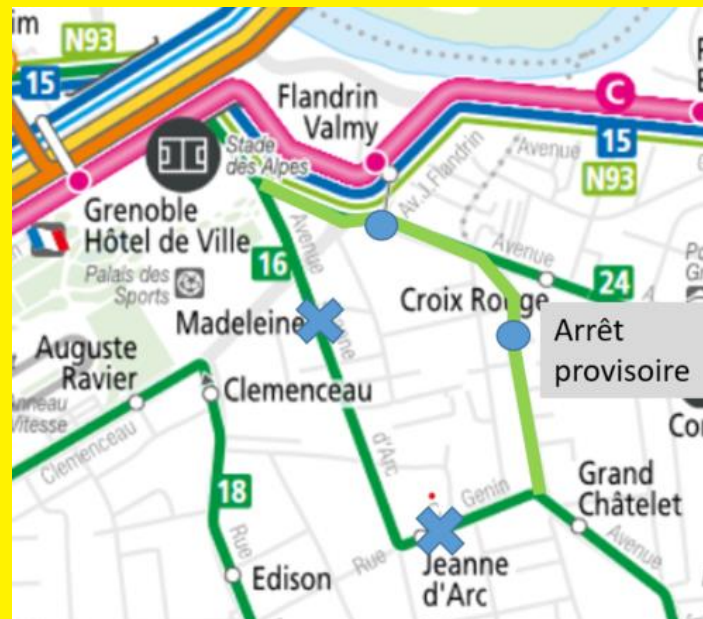 im
N93
15
Flandrin
Valmy
C
15
N93
Stade
des Alpes
Av. J. Flandrin
Avenue
Grenoble
Hôtel de Ville
Palais des
Sports
16
Avenue
Avenue
24
Croix Rouge
Madeleine
Arrêt
provisoire
Auguste
Ravier
Anneau
Vitesse
Clemenceau
Clemenceau
d'Arc
18
Genin
Grand
Châtelet
Rue
Rue
Jeanne
d'Arc
Avenue
Edison